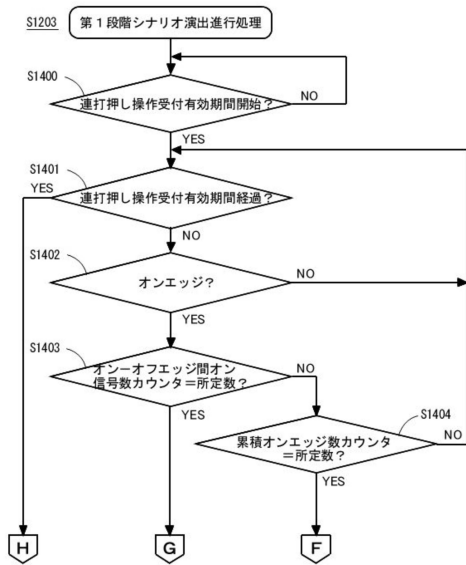 S1203
第1段階シナリオ演出進行処理
S1400
連打押し操作受付有効期間開始?
NO
YES
S1401
YES
連打押し操作受付有効期間経過?
NO
S1402
オンエッジ?
NO
YES
S1403
オンーオフエッジ間オン
信号数カウンタ=所定数?
NO
YES
S1404
累積オンエッジ数カウンタ
=所定数?
NO
YES
H
G
F